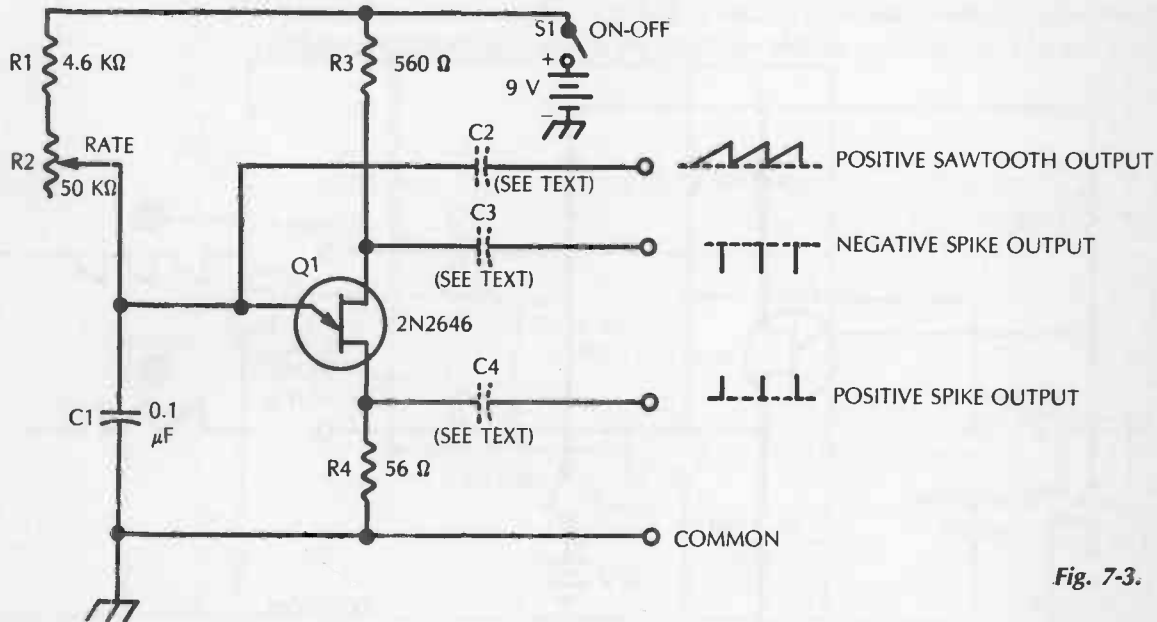 S1 ON-OFF
R1 4.6 KΩ
R3 560 Ω
+
9 V
−
C2
RATE
R2
50 KΩ
(SEE TEXT)
POSITIVE SAWTOOTH OUTPUT
C3
NEGATIVE SPIKE OUTPUT
(SEE TEXT)
Q1
2N2646
C4
POSITIVE SPIKE OUTPUT
C1 0.1
μF
(SEE TEXT)
R4 56 Ω
COMMON
Fig. 7-3.